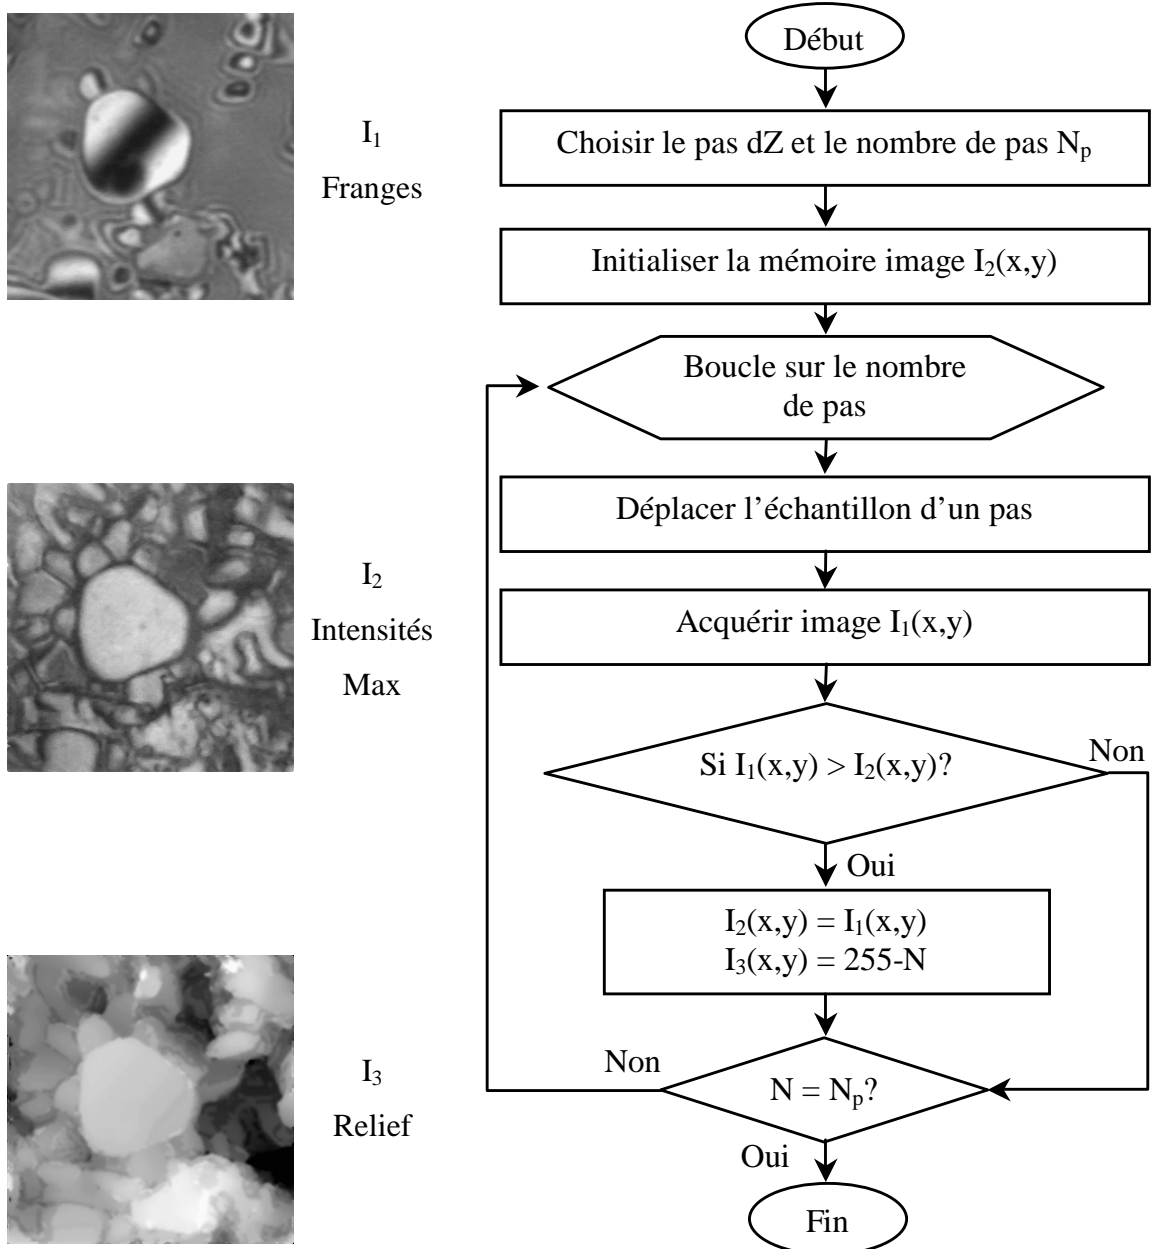 I₁
Franges
I₂
Intensités
Max
I₃
Relief
Début
Choisir le pas dZ et le nombre de pas Nₚ
Initialiser la mémoire image I₂(x,y)
Boucle sur le nombre
de pas
Déplacer l’échantillon d’un pas
Acquérir image I₁(x,y)
Si I₁(x,y) > I₂(x,y)?
Non
Oui
I₂(x,y) = I₁(x,y)
I₃(x,y) = 255-N
Non
N = Nₚ?
Oui
Fin